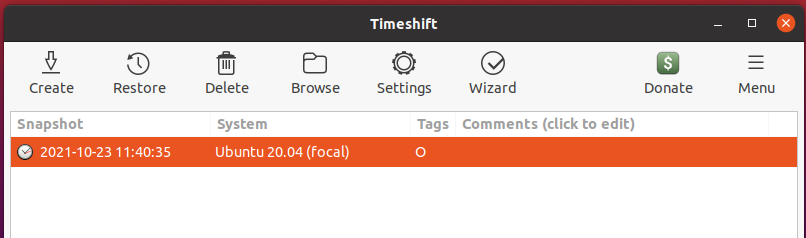 Timeshift
Create Restore Delete Browse Settings Wizard Donate Menu
Snapshot System Tags Comments (click to edit)
2021-10-23 11:40:35 Ubuntu 20.04 (focal) O